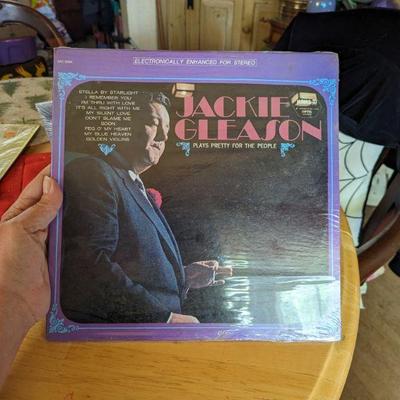 ELECTRONICALLY ENHANCED FOR STEREO
STELLA BY STARLIGHT
I REMEMBER YOU
I'M THRU WITH LOVE
IT'S ALL RIGHT WITH ME
MY SILENT LOVE
DON'T BLAME ME
SOON
PEG O' MY HEART
MY BLUE HEAVEN
GOLDEN VIOLINS
JACKIE
GLEASON
PLAYS PRETTY FOR THE PEOPLE